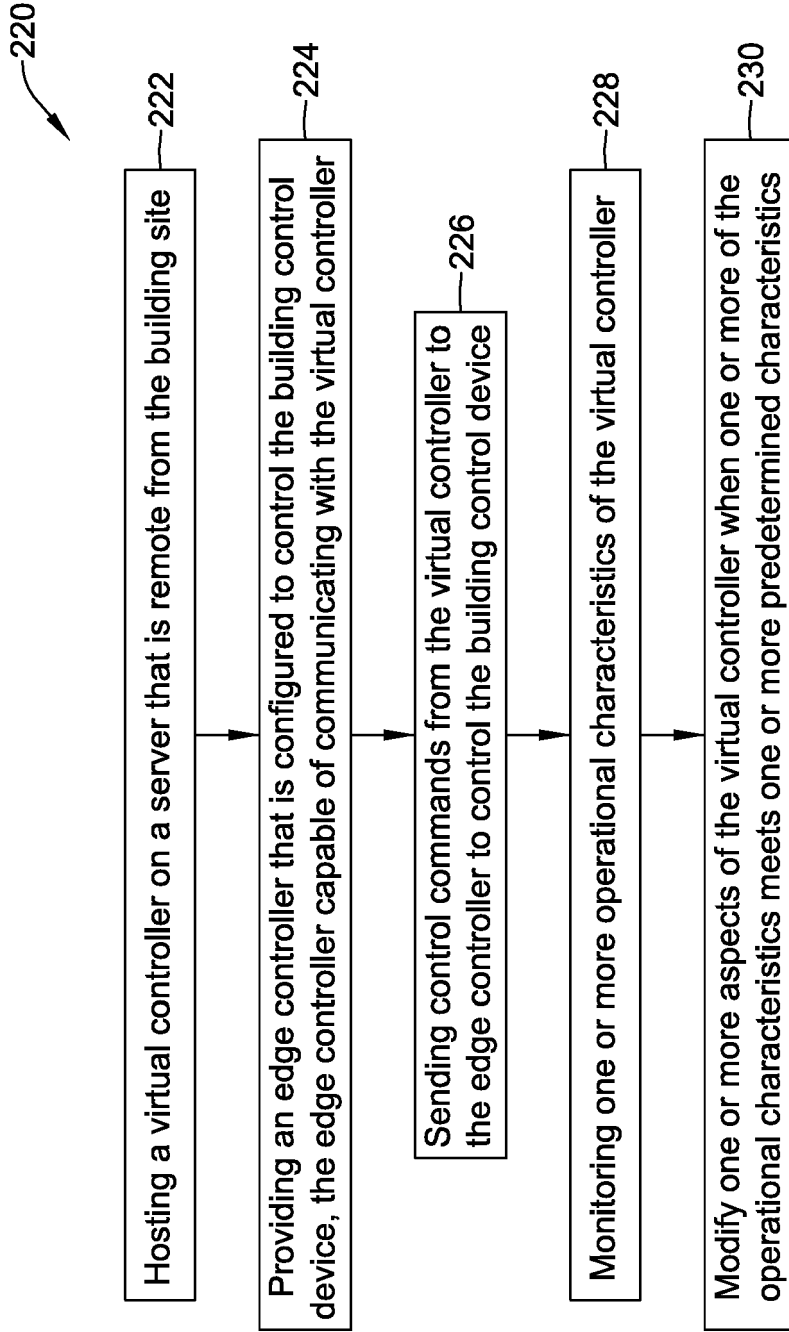 220
Hosting a virtual controller on a server that is remote from the building site
222
Providing an edge controller that is configured to control the building control
device, the edge controller capable of communicating with the virtual controller
224
Sending control commands from the virtual controller to
the edge controller to control the building control device
226
Monitoring one or more operational characteristics of the virtual controller
228
Modify one or more aspects of the virtual controller when one or more of the
operational characteristics meets one or more predetermined characteristics
230